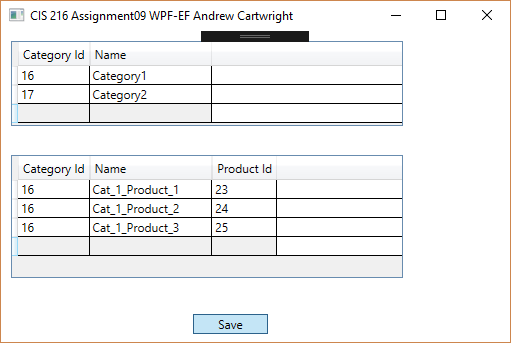 CIS 216 Assignment09 WPF-EF Andrew Cartwright
Category Id Name
16 Category1
17 Category2
Category Id Name Product Id
16 Cat_1_Product_1 23
16 Cat_1_Product_2 24
16 Cat_1_Product_3 25
Save